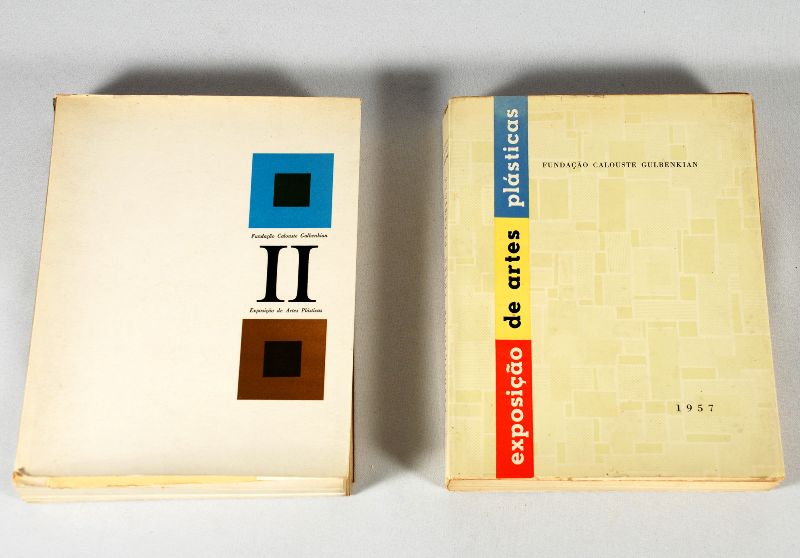 Fundação Calouste Gulbenkian
II
Exposição de Artes Plásticas
exposição de artes plásticas
FUNDAÇÃO CALOUSTE GULBENKIAN
1957